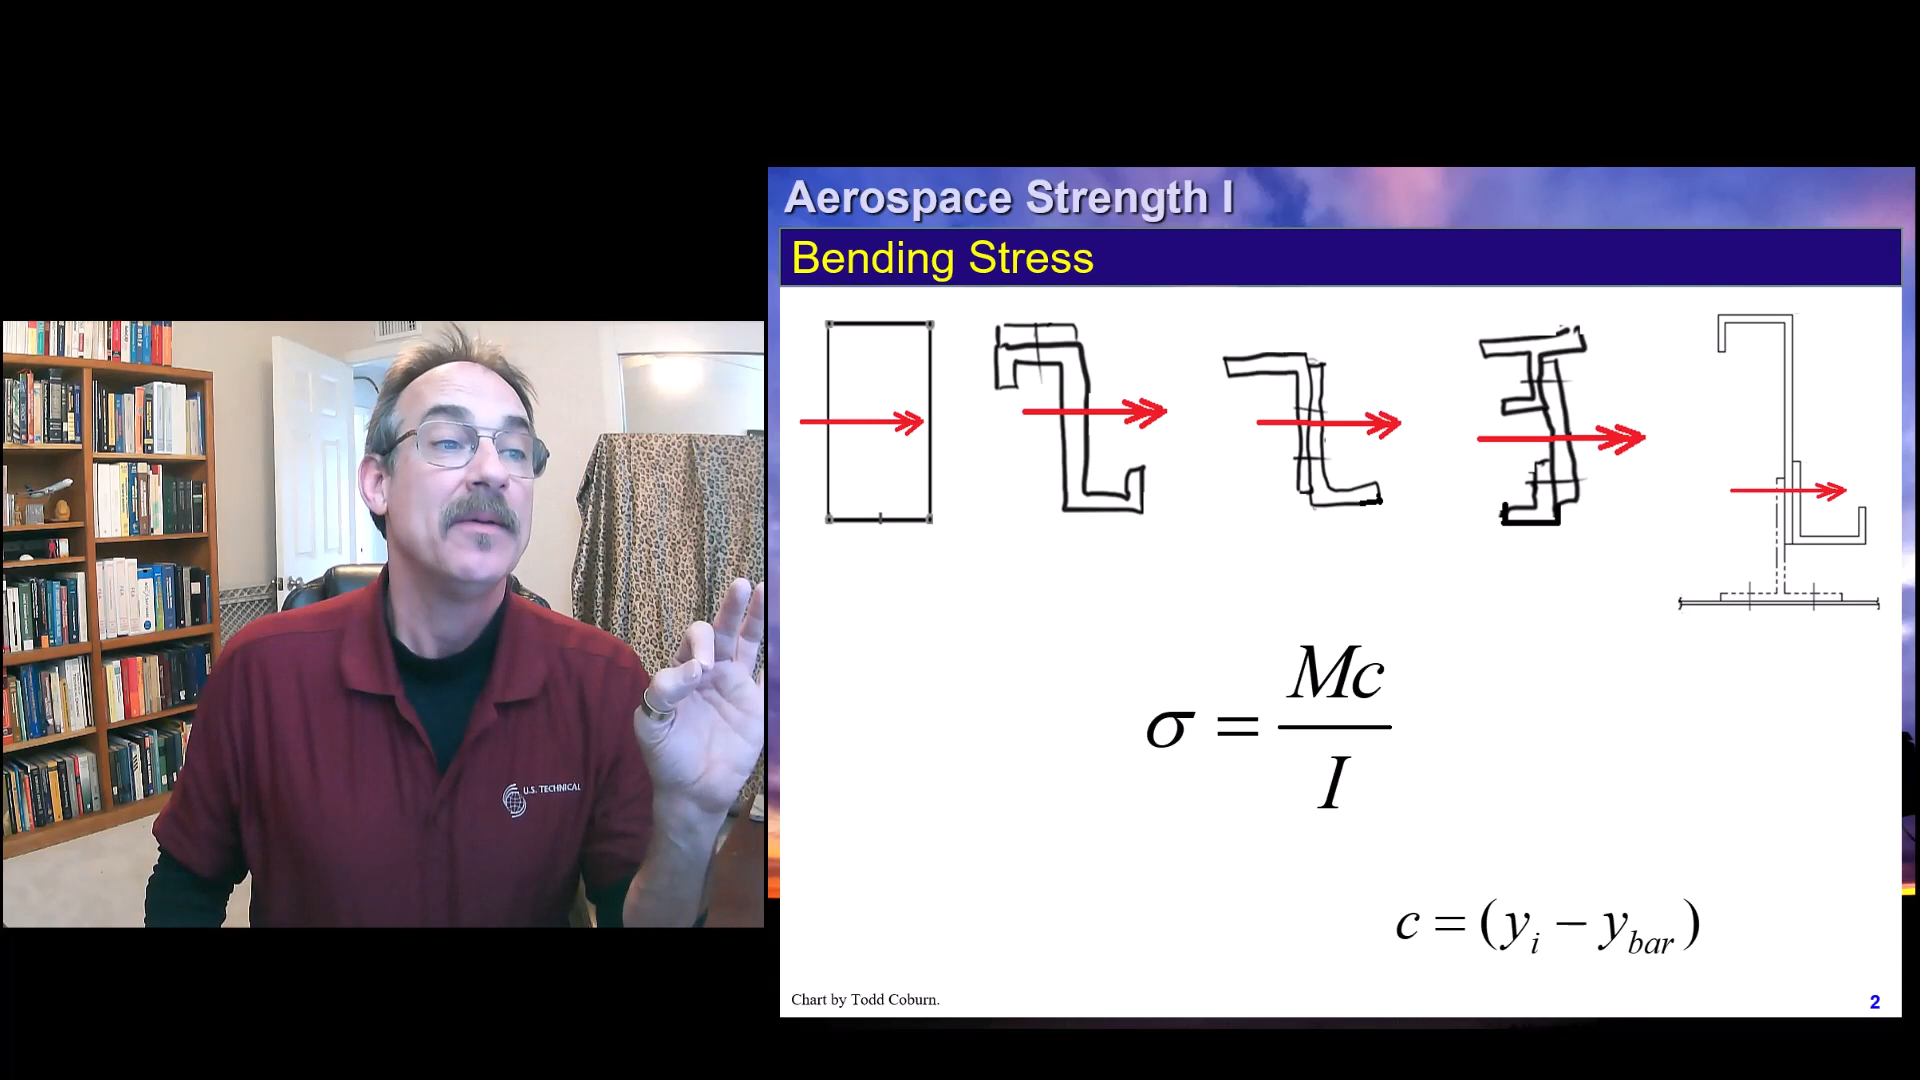 Aerospace Strength I
Bending Stress
σ = Mc / I
c = (y_i − y_bar)
Chart by Todd Coburn.
2
U.S. TECHNICAL